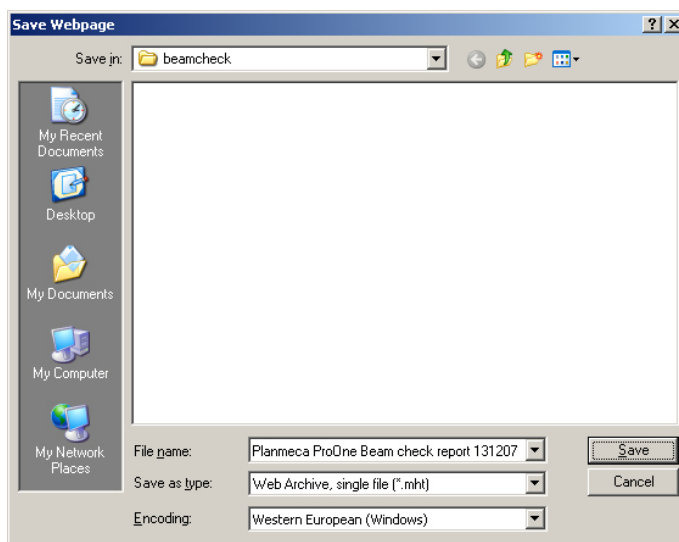 Save Webpage
Save in:
beamcheck
My Recent
Documents
Desktop
My Documents
My Computer
My Network
Places
File name:
Planmeca ProOne Beam check report 131207
Save
Save as type:
Web Archive, single file (*.mht)
Cancel
Encoding:
Western European (Windows)